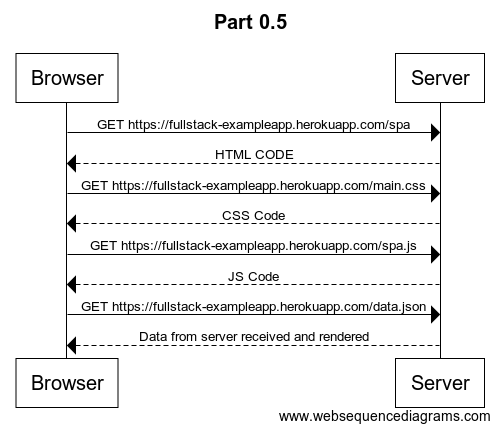 Part 0.5
Browser
Server
GET https://fullstack-exampleapp.herokuapp.com/spa
HTML CODE
GET https://fullstack-exampleapp.herokuapp.com/main.css
CSS Code
GET https://fullstack-exampleapp.herokuapp.com/spa.js
JS Code
GET https://fullstack-exampleapp.herokuapp.com/data.json
Data from server received and rendered
Browser
Server
www.websequencediagrams.com